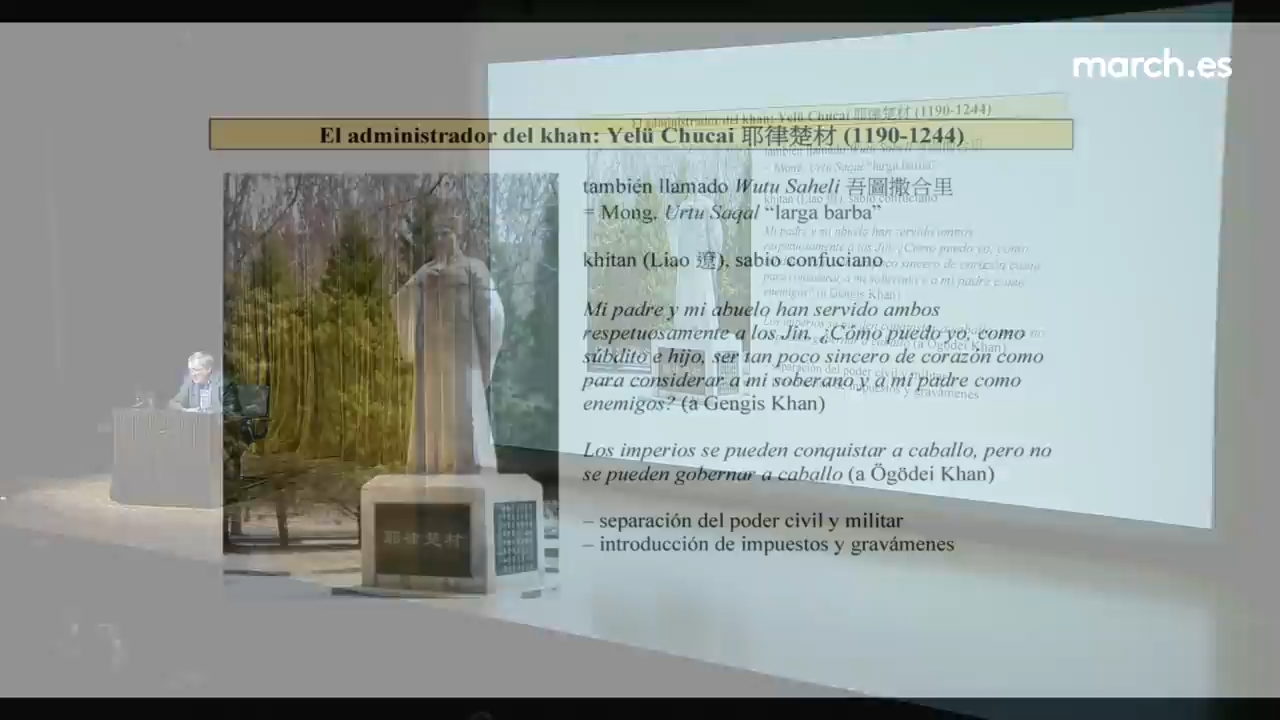 march.es
El administrador del khan: Yelü Chucai 耶律楚材 (1190-1244)
también llamado Wutu Saheli 吾圖撒合里
= Mong. Urtu Saqal “larga barba”
khitan (Liao 遼), sabio confuciano
Mi padre y mi abuelo han servido ambos
respetuosamente a los Jin. ¿Cómo puedo yo, como
súbdito e hijo, ser tan poco sincero de corazón como
para considerar a mi soberano y a mi padre como
enemigos? (a Gengis Khan)
Los imperios se pueden conquistar a caballo, pero no
se pueden gobernar a caballo (a Ögödei Khan)
– separación del poder civil y militar
– introducción de impuestos y gravámenes
耶律楚材